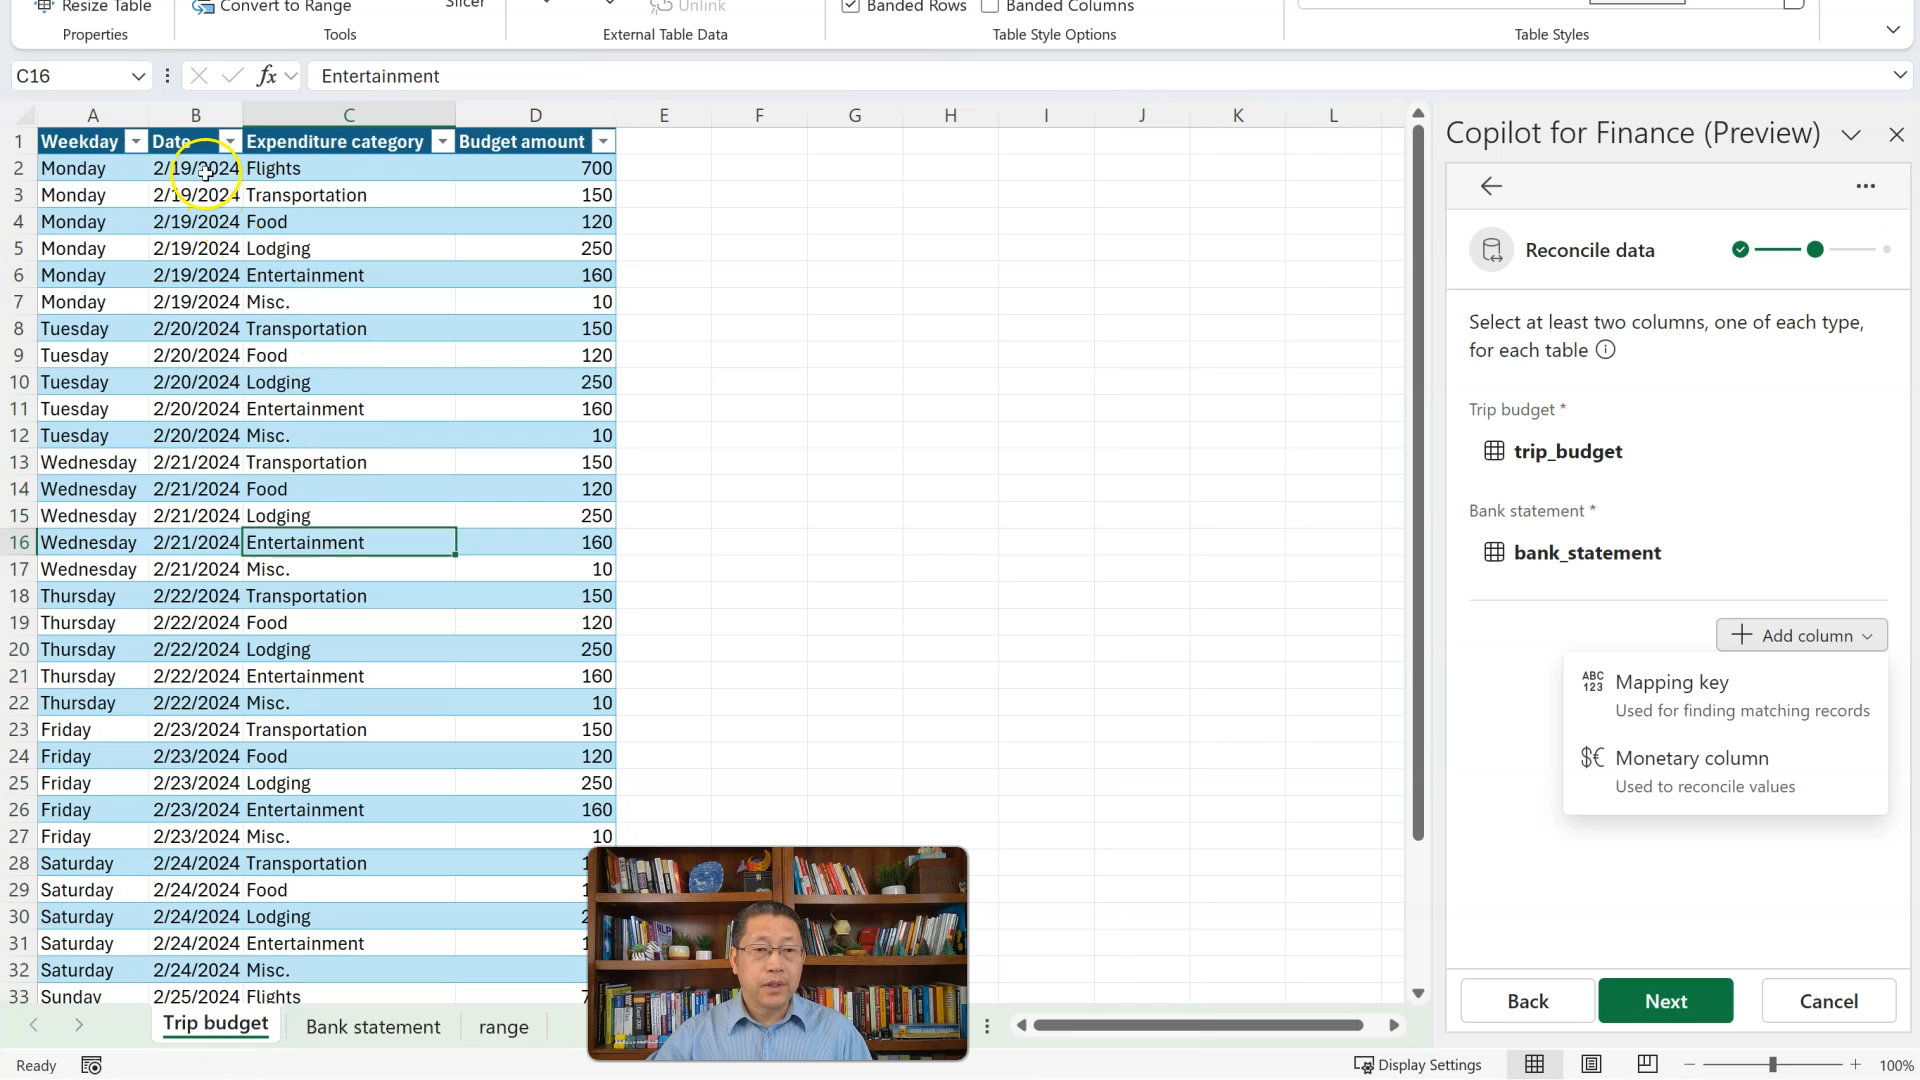 Resize Table
Convert to Range
Slicer
Unlink
Banded Rows
Banded Columns
Properties
Tools
External Table Data
Table Style Options
Table Styles
C16
fx
Entertainment
A B C D E F G H I J K L
1 Weekday Date Expenditure category Budget amount
2 Monday 2/19/2024 Flights 700
3 Monday 2/19/2024 Transportation 150
4 Monday 2/19/2024 Food 120
5 Monday 2/19/2024 Lodging 250
6 Monday 2/19/2024 Entertainment 160
7 Monday 2/19/2024 Misc. 10
8 Tuesday 2/20/2024 Transportation 150
9 Tuesday 2/20/2024 Food 120
10 Tuesday 2/20/2024 Lodging 250
11 Tuesday 2/20/2024 Entertainment 160
12 Tuesday 2/20/2024 Misc. 10
13 Wednesday 2/21/2024 Transportation 150
14 Wednesday 2/21/2024 Food 120
15 Wednesday 2/21/2024 Lodging 250
16 Wednesday 2/21/2024 Entertainment 160
17 Wednesday 2/21/2024 Misc. 10
18 Thursday 2/22/2024 Transportation 150
19 Thursday 2/22/2024 Food 120
20 Thursday 2/22/2024 Lodging 250
21 Thursday 2/22/2024 Entertainment 160
22 Thursday 2/22/2024 Misc. 10
23 Friday 2/23/2024 Transportation 150
24 Friday 2/23/2024 Food 120
25 Friday 2/23/2024 Lodging 250
26 Friday 2/23/2024 Entertainment 160
27 Friday 2/23/2024 Misc. 10
28 Saturday 2/24/2024 Transportation 1
29 Saturday 2/24/2024 Food 1
30 Saturday 2/24/2024 Lodging 2
31 Saturday 2/24/2024 Entertainment 1
32 Saturday 2/24/2024 Misc.
33 Sunday 2/25/2024 Flights 7
Trip budget
Bank statement
range
Ready
Display Settings
100%
Copilot for Finance (Preview)
Reconcile data
Select at least two columns, one of each type,
for each table
Trip budget *
trip_budget
Bank statement *
bank_statement
Add column
ABC
123
Mapping key
Used for finding matching records
$€
Monetary column
Used to reconcile values
Back
Next
Cancel